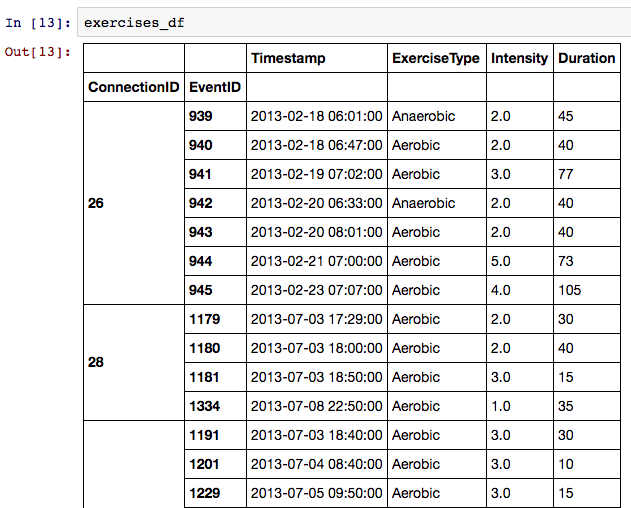 In [13]: exercises_df
Out[13]:
Timestamp ExerciseType Intensity Duration
ConnectionID EventID
26 939 2013-02-18 06:01:00 Anaerobic 2.0 45
940 2013-02-18 06:47:00 Aerobic 2.0 40
941 2013-02-19 07:02:00 Aerobic 3.0 77
942 2013-02-20 06:33:00 Anaerobic 2.0 40
943 2013-02-20 08:01:00 Aerobic 2.0 40
944 2013-02-21 07:00:00 Aerobic 5.0 73
945 2013-02-23 07:07:00 Aerobic 4.0 105
28 1179 2013-07-03 17:29:00 Aerobic 2.0 30
1180 2013-07-03 18:00:00 Aerobic 2.0 40
1181 2013-07-03 18:50:00 Aerobic 3.0 15
1334 2013-07-08 22:50:00 Aerobic 1.0 35
1191 2013-07-03 18:40:00 Aerobic 3.0 30
1201 2013-07-04 08:40:00 Aerobic 3.0 10
1229 2013-07-05 09:50:00 Aerobic 3.0 15